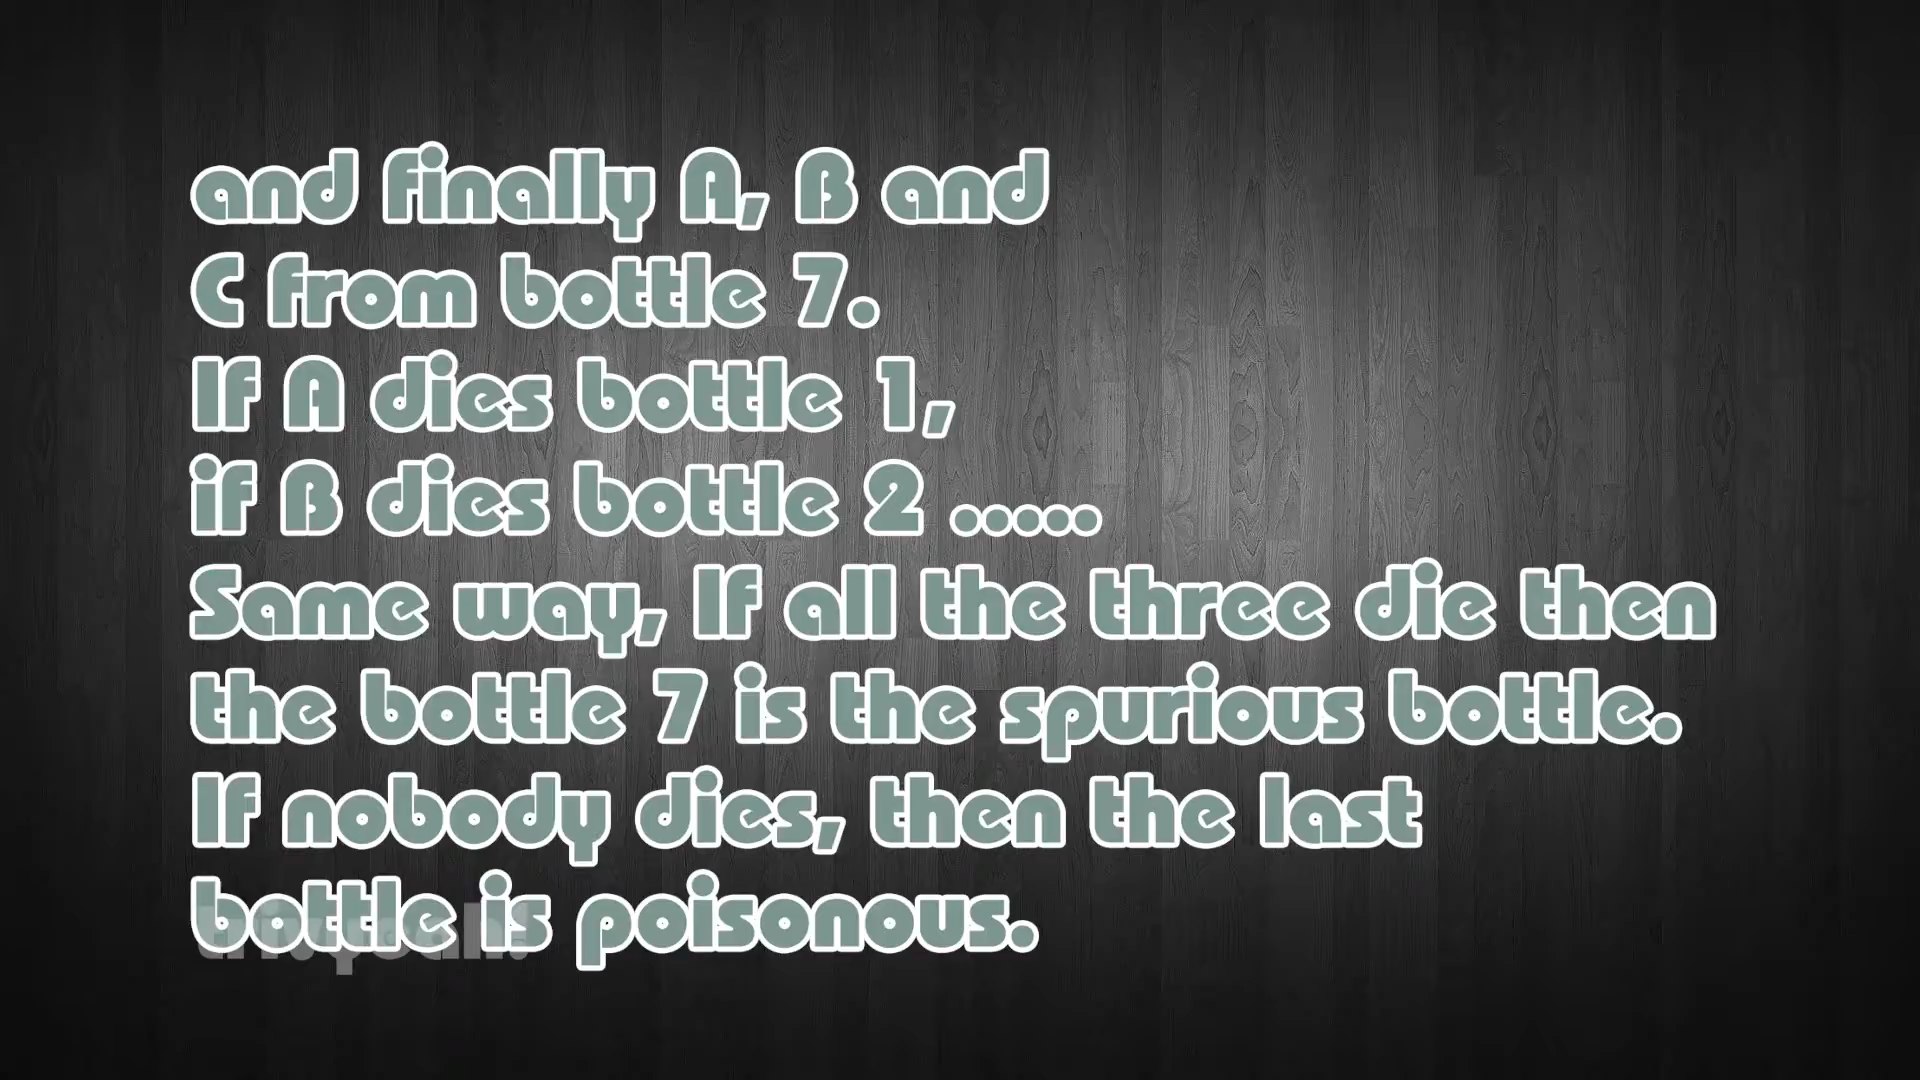 and finally A, B and
C from bottle 7.
If A dies bottle 1,
if B dies bottle 2 .....
Same way, If all the three die then
the bottle 7 is the spurious bottle.
If nobody dies, then the last
bottle is poisonous.